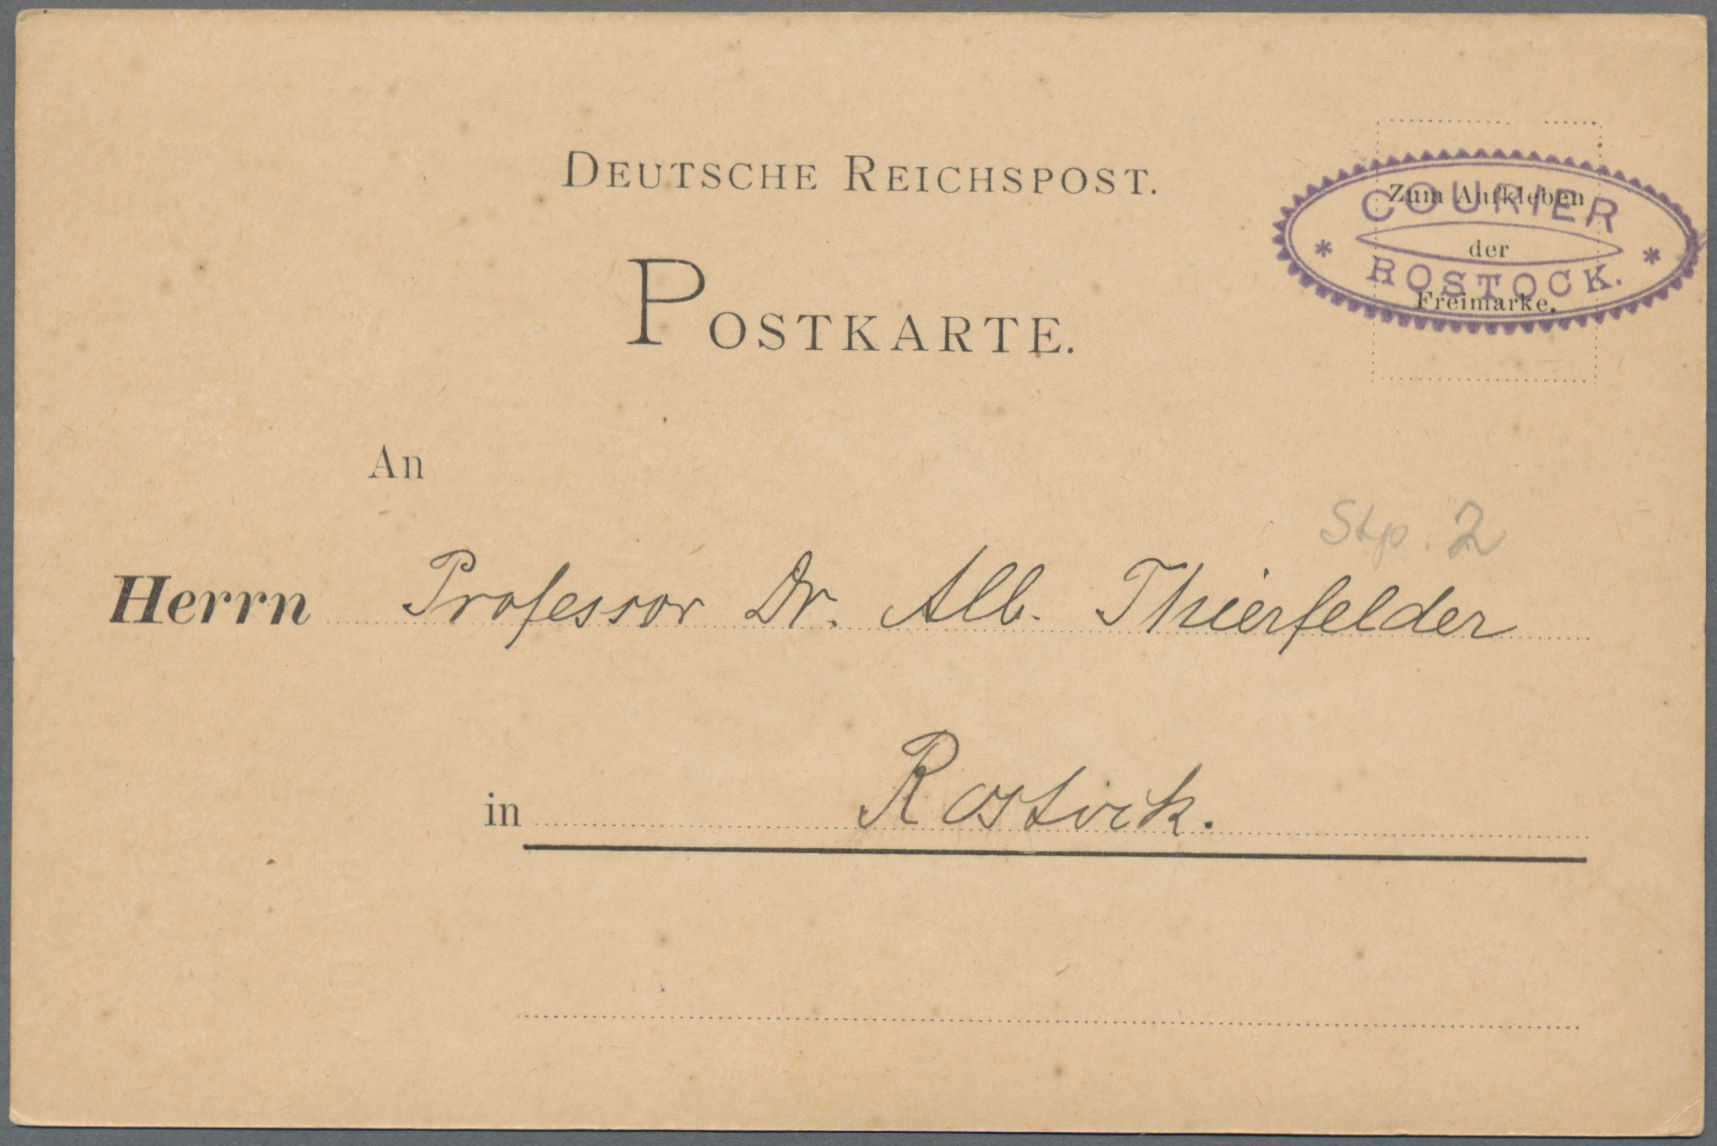 DEUTSCHE REICHSPOST.
POSTKARTE.
Zum Aufkleben
der
Freimarke.
COURIER
* *
ROSTOCK.
An
Stp. 2
Herrn Professor Dr. Alb. Thierfelder
in Rostock.